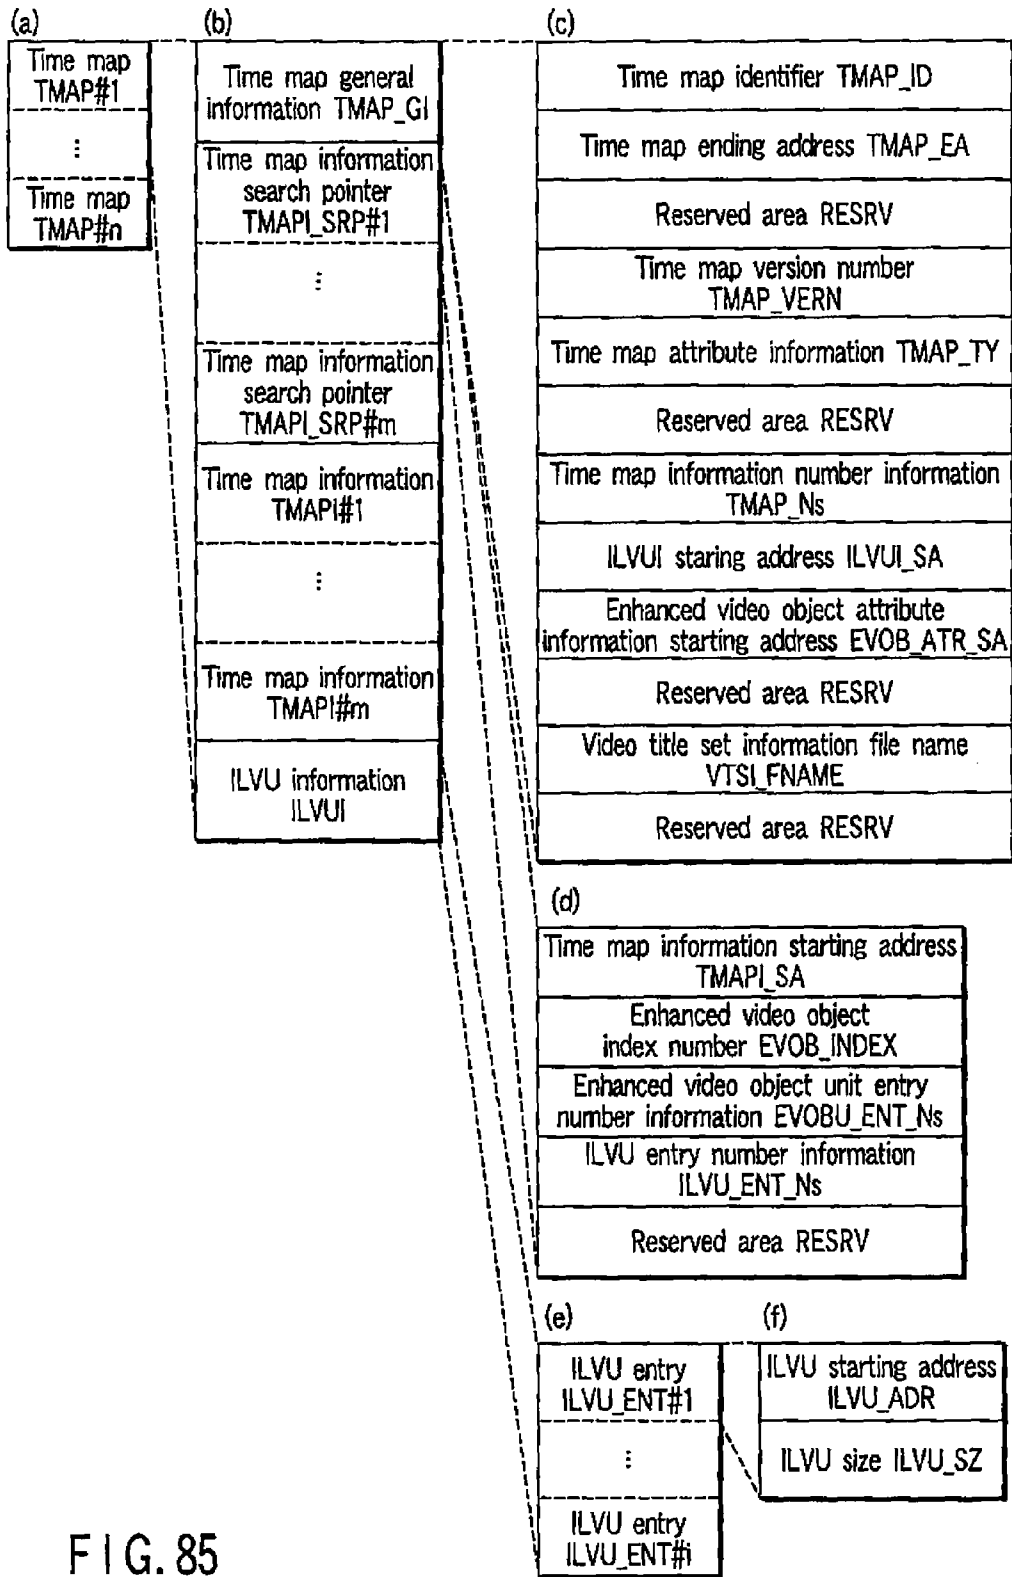 (a)
Time map
TMAP#1
⋮
Time map
TMAP#n
(b)
Time map general
information TMAP_GI
Time map information
search pointer
TMAPI_SRP#1
⋮
Time map information
search pointer
TMAPI_SRP#m
Time map information
TMAPI#1
⋮
Time map information
TMAPI#m
ILVU information
ILVUI
(c)
Time map identifier TMAP_ID
Time map ending address TMAP_EA
Reserved area RESRV
Time map version number
TMAP_VERN
Time map attribute information TMAP_TY
Reserved area RESRV
Time map information number information
TMAP_Ns
ILVUI staring address ILVUI_SA
Enhanced video object attribute
information starting address EVOB_ATR_SA
Reserved area RESRV
Video title set information file name
VTSI_FNAME
Reserved area RESRV
(d)
Time map information starting address
TMAPI_SA
Enhanced video object
index number EVOB_INDEX
Enhanced video object unit entry
number information EVOBU_ENT_Ns
ILVU entry number information
ILVU_ENT_Ns
Reserved area RESRV
(e)
ILVU entry
ILVU_ENT#1
⋮
ILVU entry
ILVU_ENT#i
(f)
ILVU starting address
ILVU_ADR
ILVU size ILVU_SZ
FIG. 85